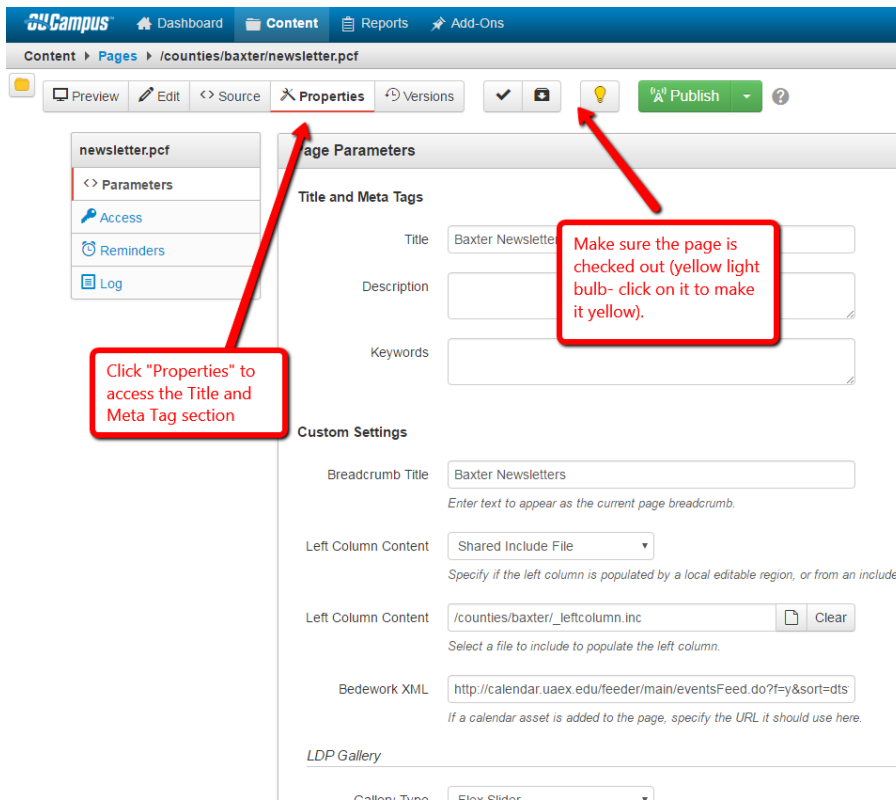 OU Campus Dashboard Content Reports Add-Ons
Content Pages /counties/baxter/newsletter.pcf
Preview Edit Source Properties Versions Publish
newsletter.pcf
Parameters
Access
Reminders
Log
Page Parameters
Title and Meta Tags
Title Baxter Newsletter
Description
Keywords
Make sure the page is
checked out (yellow light
bulb- click on it to make
it yellow).
Click "Properties" to
access the Title and
Meta Tag section
Custom Settings
Breadcrumb Title Baxter Newsletters
Enter text to appear as the current page breadcrumb.
Left Column Content Shared Include File
Specify if the left column is populated by a local editable region, or from an include
Left Column Content /counties/baxter/_leftcolumn.inc Clear
Select a file to include to populate the left column.
Bedework XML http://calendar.uaex.edu/feeder/main/eventsFeed.do?f=y&sort=dts
If a calendar asset is added to the page, specify the URL it should use here.
LDP Gallery
Gallery Type Flex Slider